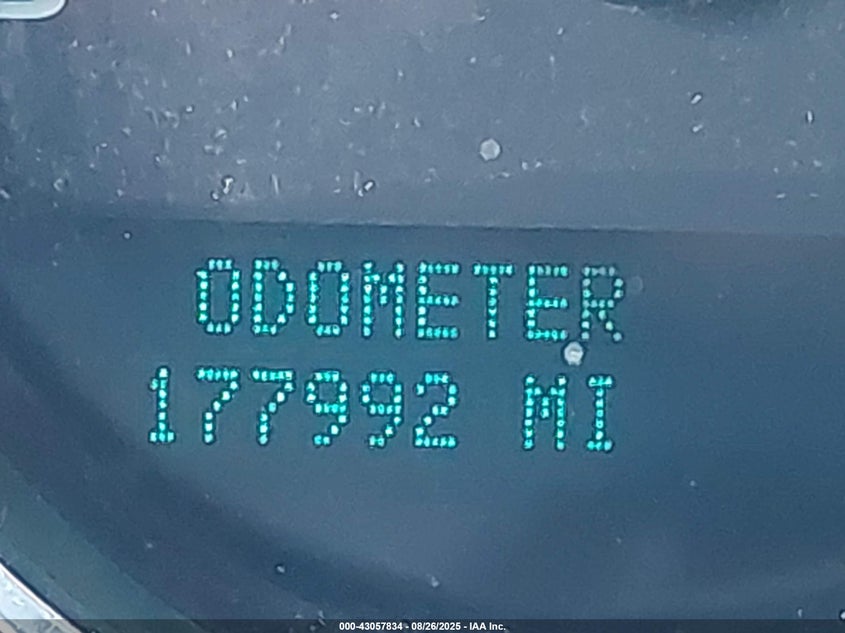 ODOMETER
177992 MI
000-43057834 - 08/26/2025 - IAA Inc.